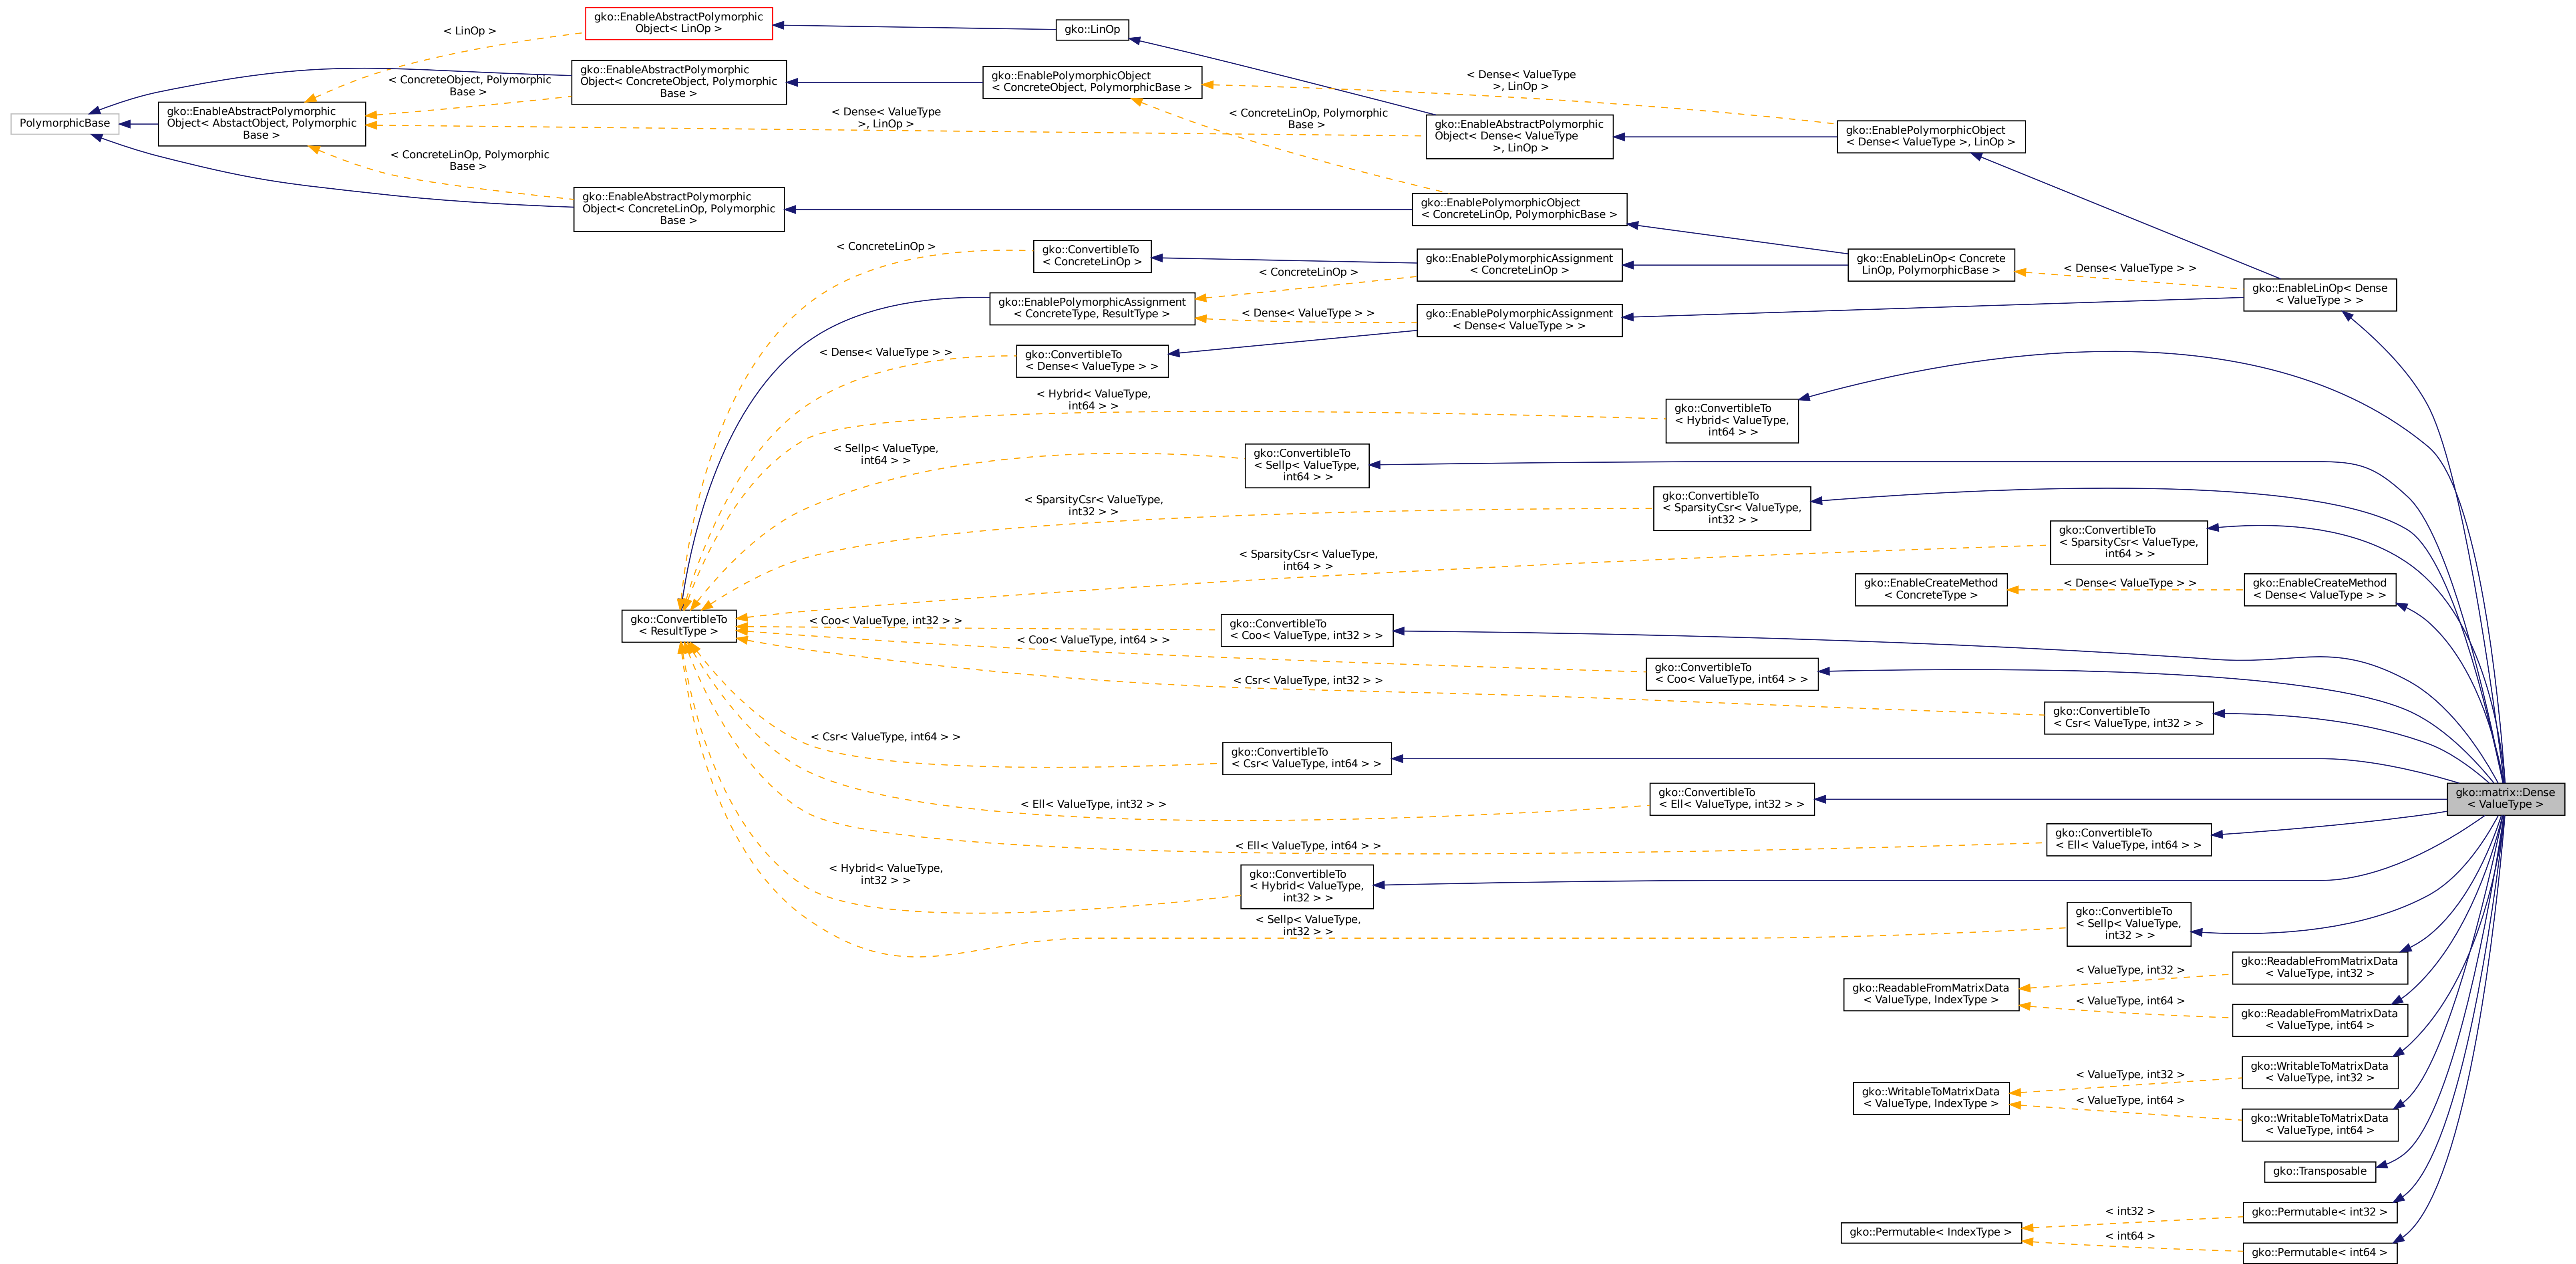 gko::EnableAbstractPolymorphic
Object< LinOp >
gko::LinOp
< LinOp >
gko::EnableAbstractPolymorphic
Object< ConcreteObject, Polymorphic
Base >
gko::EnablePolymorphicObject
< ConcreteObject, PolymorphicBase >
< ConcreteObject, Polymorphic
Base >
< Dense< ValueType
>, LinOp >
PolymorphicBase
gko::EnableAbstractPolymorphic
Object< AbstactObject, Polymorphic
Base >
< Dense< ValueType
>, LinOp >
< ConcreteLinOp, Polymorphic
Base >
gko::EnableAbstractPolymorphic
Object< Dense< ValueType
>, LinOp >
gko::EnablePolymorphicObject
< Dense< ValueType >, LinOp >
< ConcreteLinOp, Polymorphic
Base >
gko::EnableAbstractPolymorphic
Object< ConcreteLinOp, Polymorphic
Base >
gko::EnablePolymorphicObject
< ConcreteLinOp, PolymorphicBase >
< ConcreteLinOp >
gko::ConvertibleTo
< ConcreteLinOp >
gko::EnablePolymorphicAssignment
< ConcreteLinOp >
gko::EnableLinOp< Concrete
LinOp, PolymorphicBase >
< Dense< ValueType > >
gko::EnableLinOp< Dense
< ValueType > >
< ConcreteLinOp >
gko::EnablePolymorphicAssignment
< ConcreteType, ResultType >
< Dense< ValueType > >
gko::EnablePolymorphicAssignment
< Dense< ValueType > >
< Dense< ValueType > >
gko::ConvertibleTo
< Dense< ValueType > >
< Hybrid< ValueType,
int64 > >
gko::ConvertibleTo
< Hybrid< ValueType,
int64 > >
< Sellp< ValueType,
int64 > >
gko::ConvertibleTo
< Sellp< ValueType,
int64 > >
< SparsityCsr< ValueType,
int32 > >
gko::ConvertibleTo
< SparsityCsr< ValueType,
int32 > >
< SparsityCsr< ValueType,
int64 > >
gko::ConvertibleTo
< SparsityCsr< ValueType,
int64 > >
gko::EnableCreateMethod
< ConcreteType >
< Dense< ValueType > >
gko::EnableCreateMethod
< Dense< ValueType > >
gko::ConvertibleTo
< ResultType >
< Coo< ValueType, int32 > >
gko::ConvertibleTo
< Coo< ValueType, int32 > >
< Coo< ValueType, int64 > >
gko::ConvertibleTo
< Coo< ValueType, int64 > >
< Csr< ValueType, int32 > >
gko::ConvertibleTo
< Csr< ValueType, int32 > >
< Csr< ValueType, int64 > >
gko::ConvertibleTo
< Csr< ValueType, int64 > >
< Ell< ValueType, int32 > >
gko::ConvertibleTo
< Ell< ValueType, int32 > >
gko::matrix::Dense
< ValueType >
< Ell< ValueType, int64 > >
gko::ConvertibleTo
< Ell< ValueType, int64 > >
< Hybrid< ValueType,
int32 > >
gko::ConvertibleTo
< Hybrid< ValueType,
int32 > >
< Sellp< ValueType,
int32 > >
gko::ConvertibleTo
< Sellp< ValueType,
int32 > >
gko::ReadableFromMatrixData
< ValueType, IndexType >
< ValueType, int32 >
gko::ReadableFromMatrixData
< ValueType, int32 >
< ValueType, int64 >
gko::ReadableFromMatrixData
< ValueType, int64 >
gko::WritableToMatrixData
< ValueType, IndexType >
< ValueType, int32 >
gko::WritableToMatrixData
< ValueType, int32 >
< ValueType, int64 >
gko::WritableToMatrixData
< ValueType, int64 >
gko::Transposable
gko::Permutable< IndexType >
< int32 >
gko::Permutable< int32 >
< int64 >
gko::Permutable< int64 >